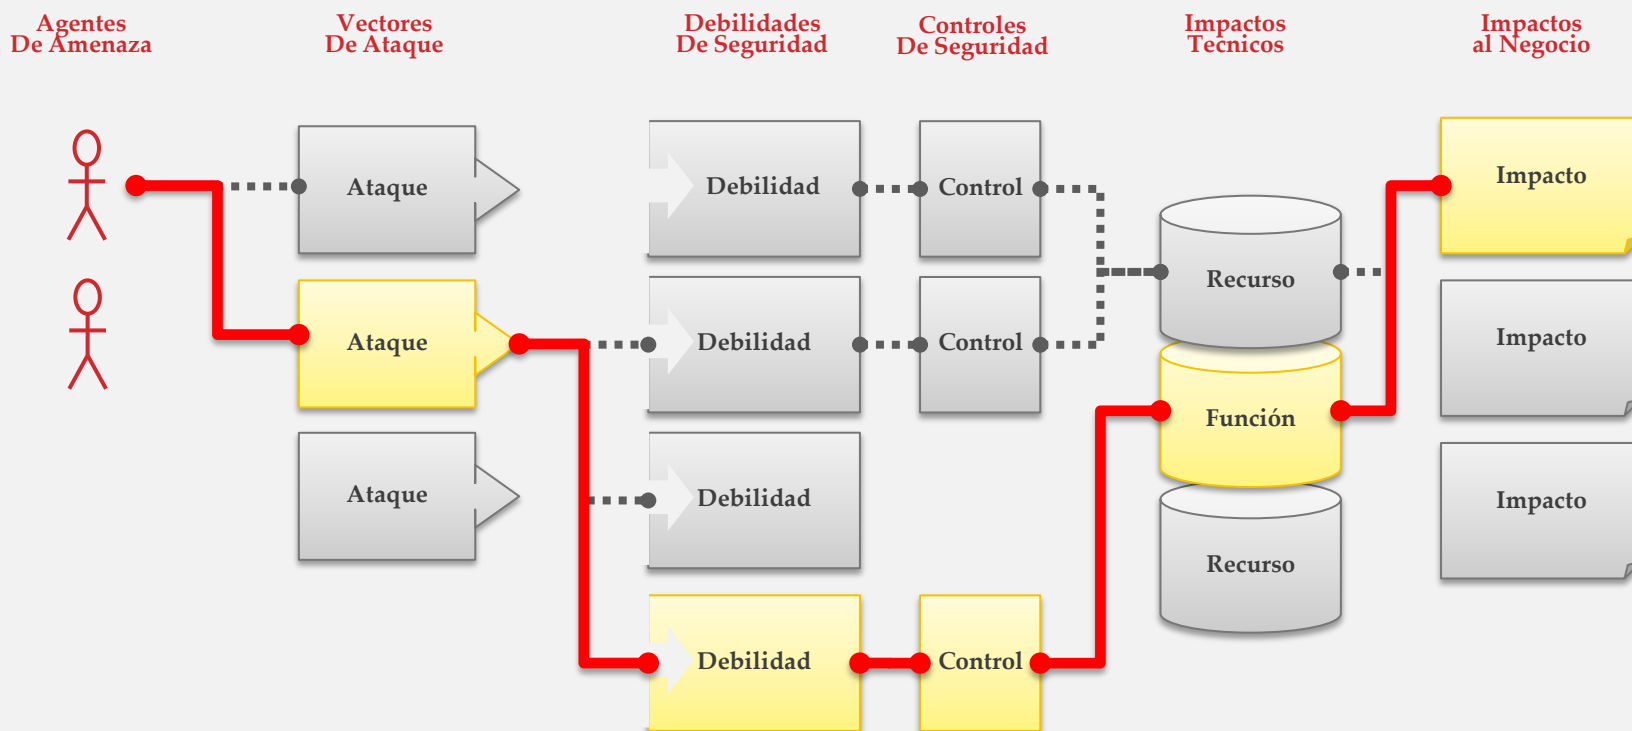 Agentes
De Amenaza
Vectores
De Ataque
Debilidades
De Seguridad
Controles
De Seguridad
Impactos
Tecnicos
Impactos
al Negocio
Ataque
Debilidad
Control
Impacto
Recurso
Ataque
Debilidad
Control
Impacto
Función
Ataque
Debilidad
Impacto
Recurso
Debilidad
Control